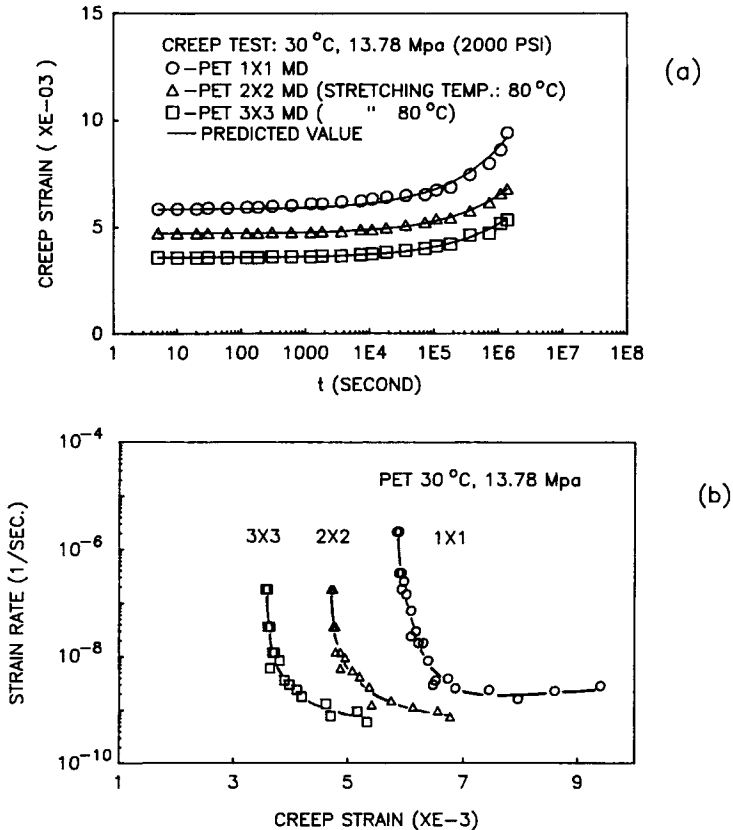 (a)
CREEP TEST: 30 °C, 13.78 Mpa (2000 PSI)
○ –PET 1X1 MD
△ –PET 2X2 MD (STRETCHING TEMP.: 80 °C)
□ –PET 3X3 MD ( " 80 °C)
— PREDICTED VALUE
CREEP STRAIN ( XE–03)
15
10
5
0
1 10 100 1000 1E4 1E5 1E6 1E7 1E8
t (SECOND)
(b)
PET 30 °C, 13.78 Mpa
3X3 2X2 1X1
STRAIN RATE (1/SEC.)
10−4
10−6
10−8
10−10
1 3 5 7 9
CREEP STRAIN (XE–3)